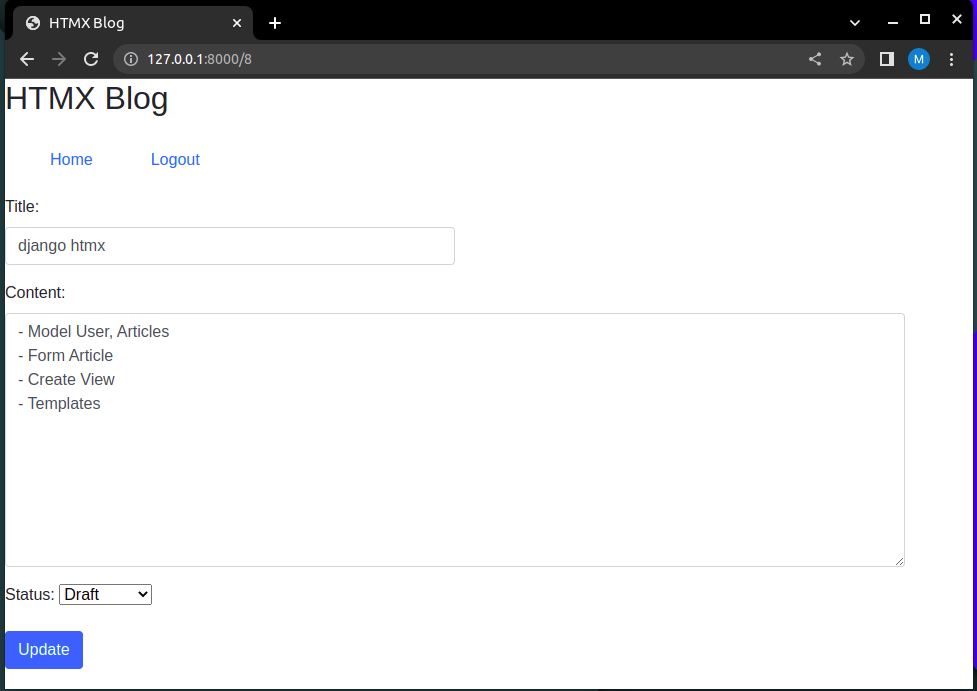 HTMX Blog
127.0.0.1:8000/8
M
HTMX Blog
Home Logout
Title:
django htmx
Content:
- Model User, Articles
- Form Article
- Create View
- Templates
Status: Draft
Update